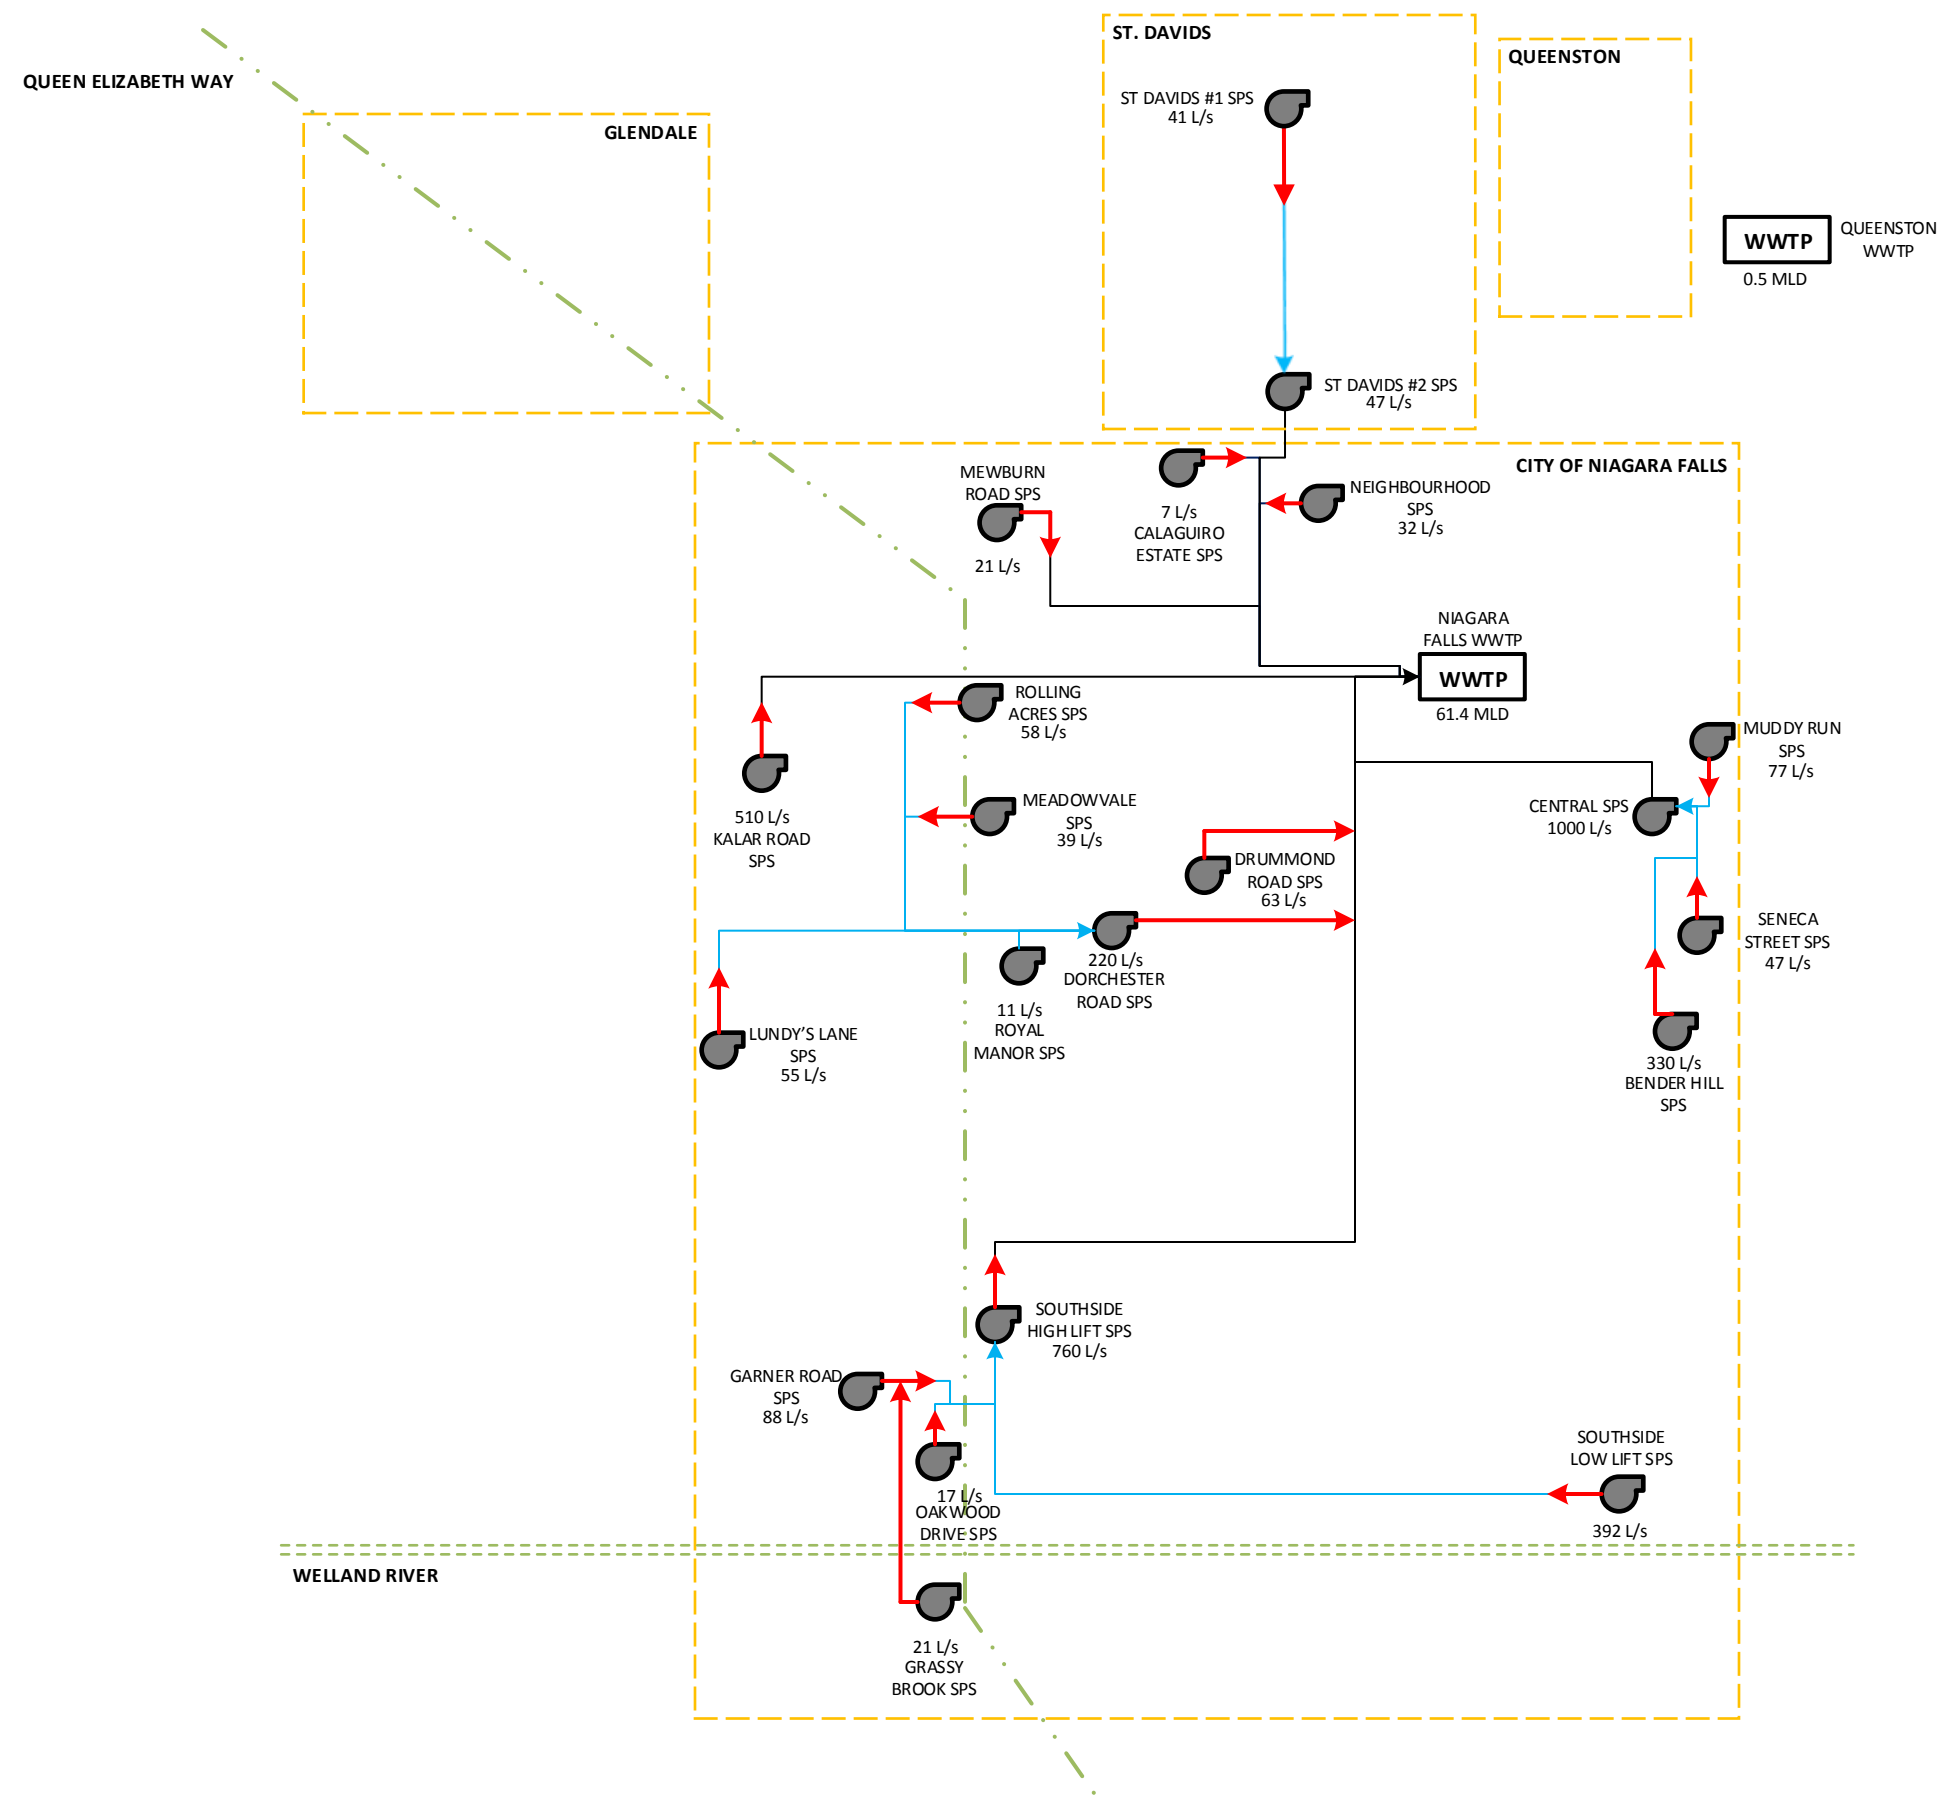 ST. DAVIDS
QUEENSTON
QUEEN ELIZABETH WAY
ST DAVIDS #1 SPS
41 L/s
GLENDALE
WWTP
QUEENSTON
WWTP
0.5 MLD
ST DAVIDS #2 SPS
47 L/s
CITY OF NIAGARA FALLS
MEWBURN
ROAD SPS
21 L/s
7 L/s
CALAGUIRO
ESTATE SPS
NEIGHBOURHOOD
SPS
32 L/s
NIAGARA
FALLS WWTP
WWTP
61.4 MLD
ROLLING
ACRES SPS
58 L/s
MUDDY RUN
SPS
77 L/s
510 L/s
KALAR ROAD
SPS
MEADOWVALE
SPS
39 L/s
CENTRAL SPS
1000 L/s
DRUMMOND
ROAD SPS
63 L/s
SENECA
STREET SPS
47 L/s
220 L/s
DORCHESTER
ROAD SPS
11 L/s
ROYAL
MANOR SPS
LUNDY'S LANE
SPS
55 L/s
330 L/s
BENDER HILL
SPS
SOUTHSIDE
HIGH LIFT SPS
760 L/s
GARNER ROAD
SPS
88 L/s
SOUTHSIDE
LOW LIFT SPS
392 L/s
17 L/s
OAKWOOD
DRIVE SPS
WELLAND RIVER
21 L/s
GRASSY
BROOK SPS